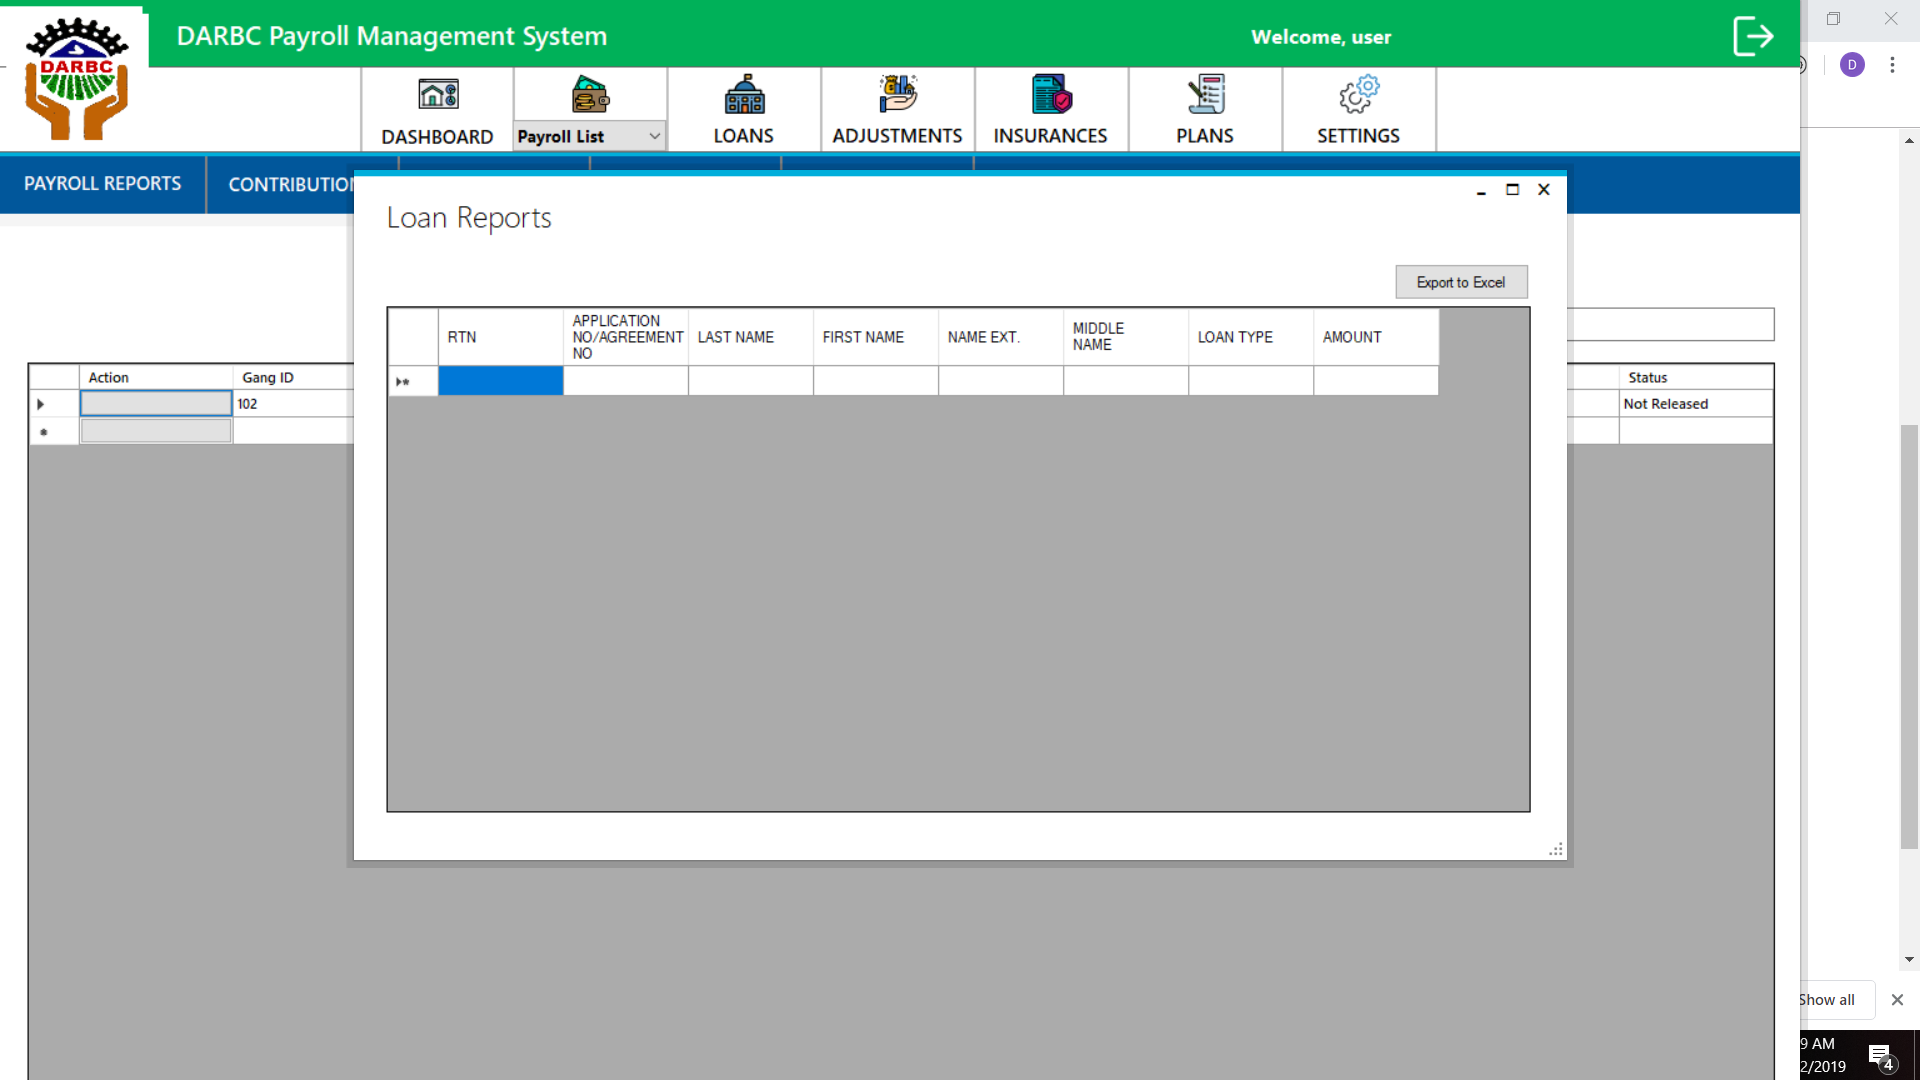 DARBC Payroll Management System
Welcome, user
D
DARBC
DASHBOARD
Payroll List
LOANS
ADJUSTMENTS
INSURANCES
PLANS
SETTINGS
PAYROLL REPORTS
CONTRIBUTION
Loan Reports
Export to Excel
RTN
APPLICATION
NO/AGREEMENT
NO
LAST NAME
FIRST NAME
NAME EXT.
MIDDLE
NAME
LOAN TYPE
AMOUNT
Action
Gang ID
Status
102
Not Released
Show all
9 AM
2/2019
4